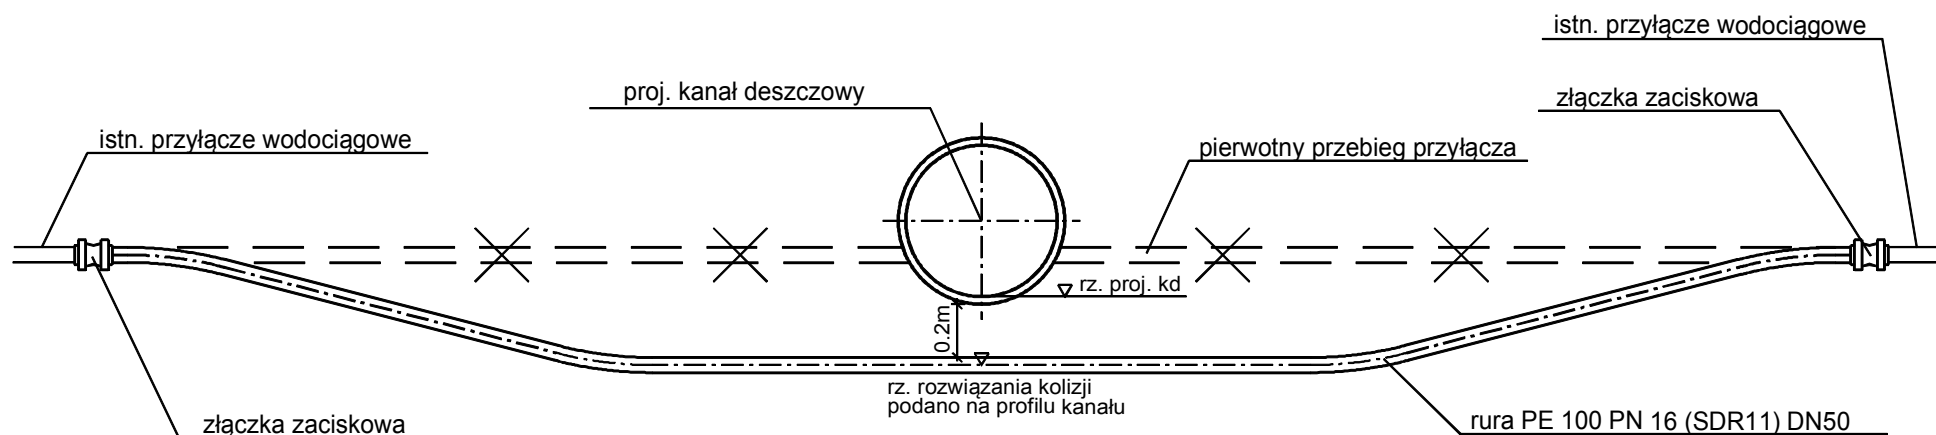 istn. przyłącze wodociągowe
proj. kanał deszczowy
złączka zaciskowa
istn. przyłącze wodociągowe
pierwotny przebieg przyłącza
rz. proj. kd
0.2m
rz. rozwiązania kolizji
podano na profilu kanału
złączka zaciskowa
rura PE 100 PN 16 (SDR11) DN50